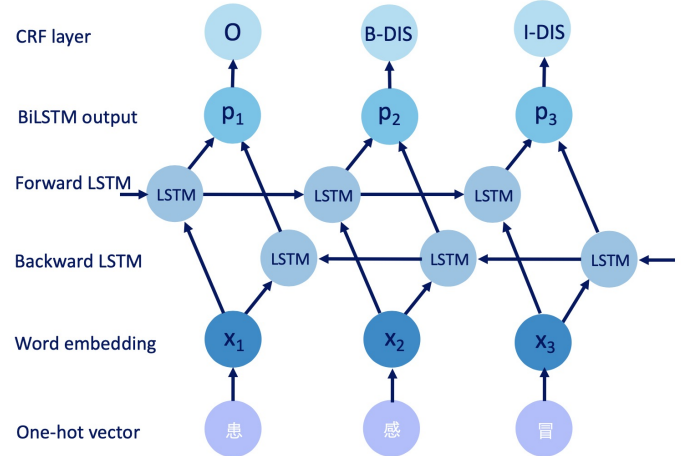 CRF layer O B-DIS I-DIS
BiLSTM output p₁ p₂ p₃
Forward LSTM LSTM LSTM LSTM
Backward LSTM LSTM LSTM LSTM
Word embedding x₁ x₂ x₃
One-hot vector 患 感 冒